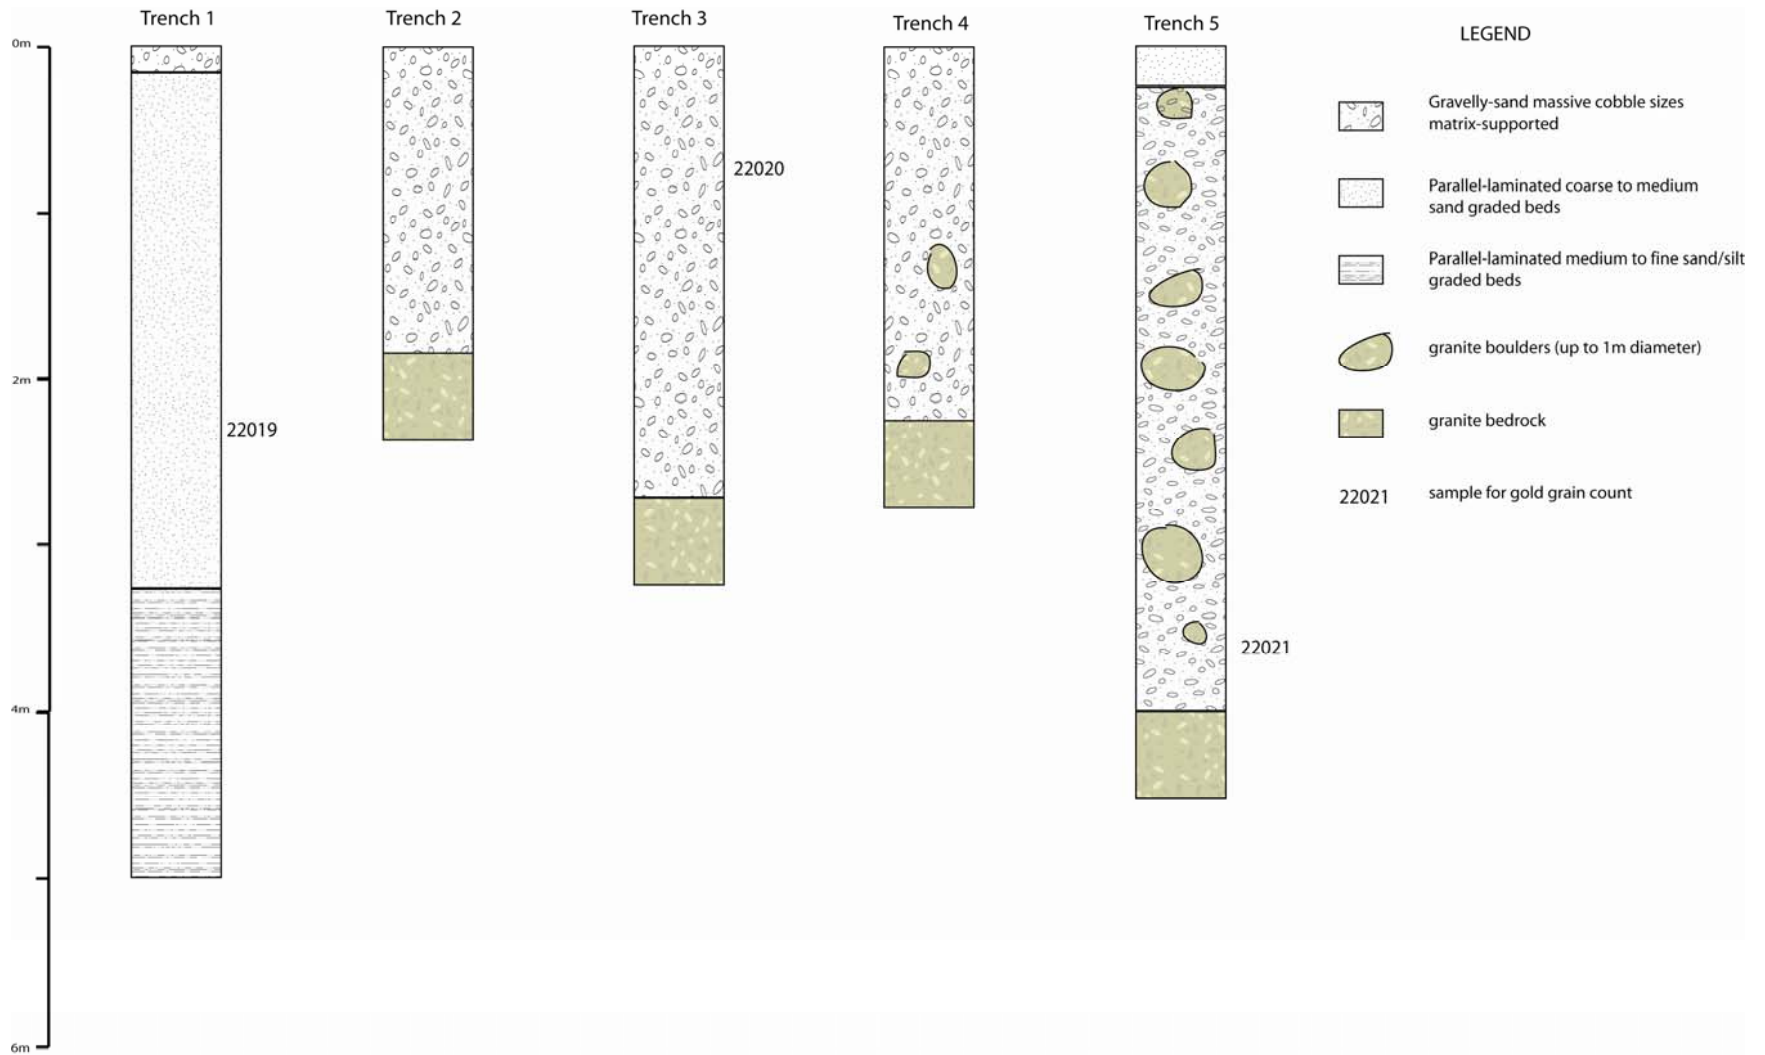 Trench 1
Trench 2
Trench 3
Trench 4
Trench 5
LEGEND
0m
2m
4m
6m
22019
22020
22021
Gravelly-sand massive cobble sizes
matrix-supported
Parallel-laminated coarse to medium
sand graded beds
Parallel-laminated medium to fine sand/silt
graded beds
granite boulders (up to 1m diameter)
granite bedrock
22021
sample for gold grain count